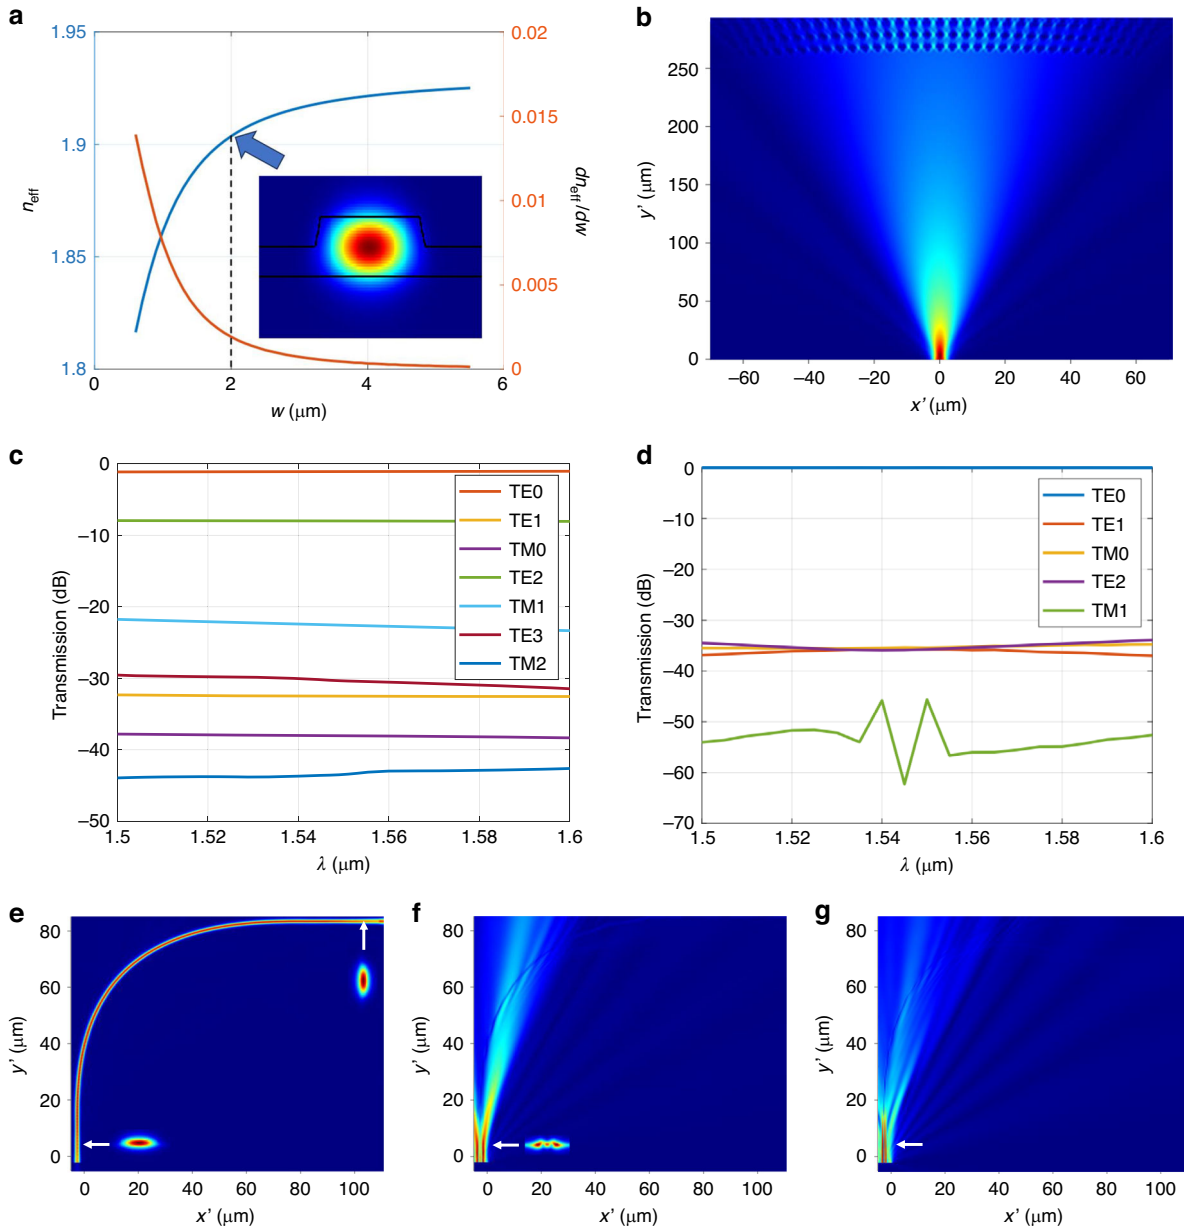 a
1.95
1.9
1.85
1.8
n_eff
0.02
0.015
0.01
0.005
0
dn_eff/dw
0 2 4 6
w (μm)
b
250
200
150
100
50
0
y' (μm)
–60 –40 –20 0 20 40 60
x' (μm)
c
0
–10
–20
–30
–40
–50
Transmission (dB)
TE0
TE1
TM0
TE2
TM1
TE3
TM2
1.5 1.52 1.54 1.56 1.58 1.6
λ (μm)
d
0
–10
–20
–30
–40
–50
–60
–70
Transmission (dB)
TE0
TE1
TM0
TE2
TM1
1.5 1.52 1.54 1.56 1.58 1.6
λ (μm)
e
80
60
40
20
0
y' (μm)
0 20 40 60 80 100
x' (μm)
f
80
60
40
20
0
y' (μm)
0 20 40 60 80 100
x' (μm)
g
80
60
40
20
0
y' (μm)
0 20 40 60 80 100
x' (μm)